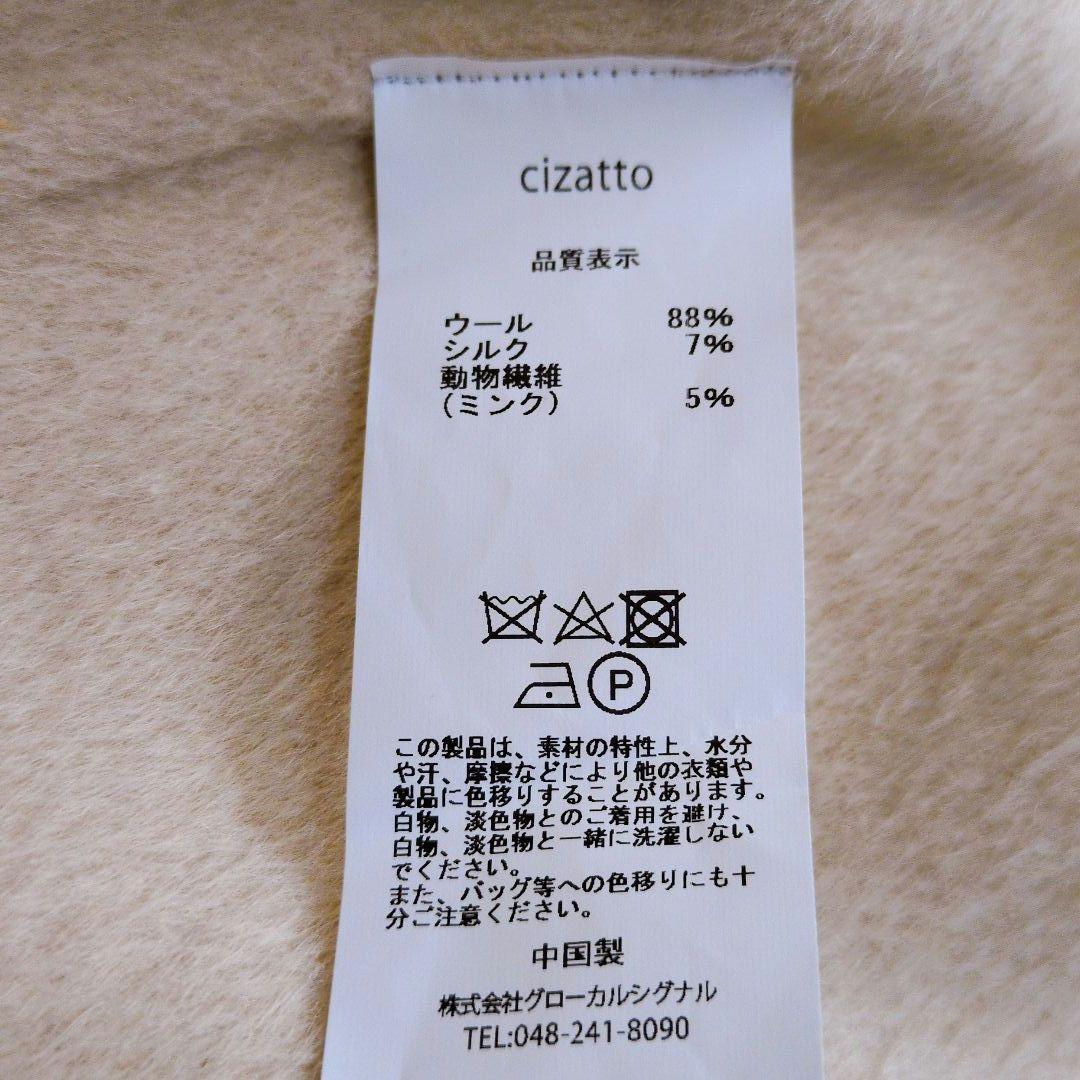 cizatto
品質表示
ウール 88%
シルク 7%
動物繊維
(ミンク) 5%
P
この製品は、素材の特性上、水分
や汗、摩擦などにより他の衣類や
製品に色移りすることがあります。
白物、淡色物とのご着用を避け、
白物、淡色物と一緒に洗濯しない
でください。
また、バッグ等への色移りにも十
分ご注意ください。
中国製
株式会社グローカルシグナル
TEL:048-241-8090